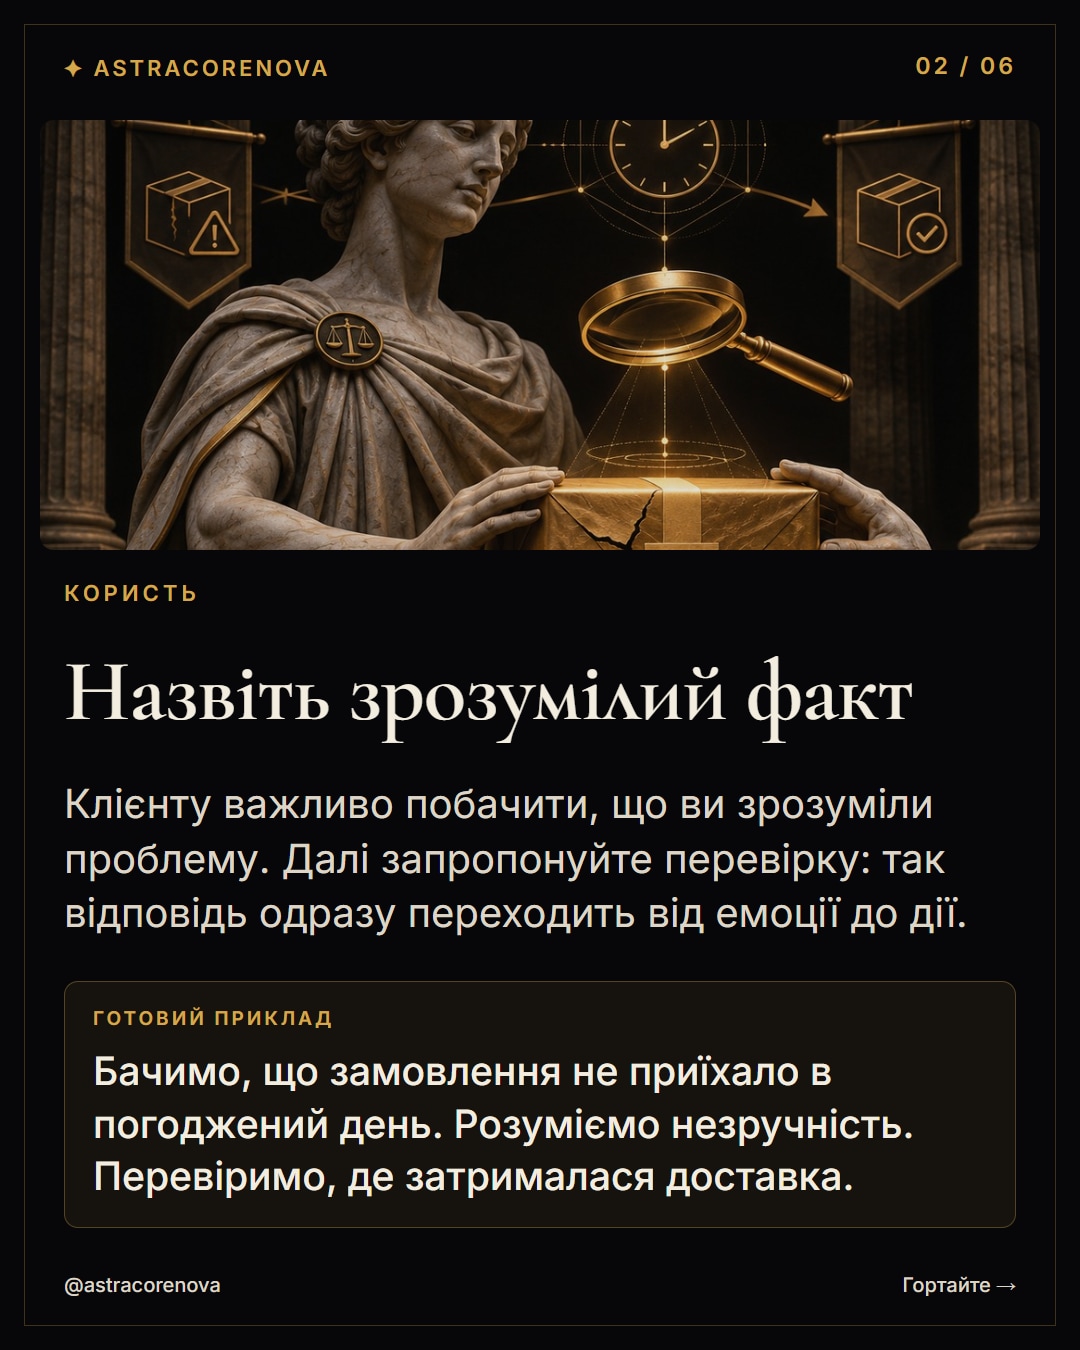 ✦ ASTRACORENOVA
02 / 06
КОРИСТЬ
Назвіть зрозумілий факт
Клієнту важливо побачити, що ви зрозуміли
проблему. Далі запропонуйте перевірку: так
відповідь одразу переходить від емоції до дії.
ГОТОВИЙ ПРИКЛАД
Бачимо, що замовлення не приїхало в
погоджений день. Розуміємо незручність.
Перевіримо, де затрималася доставка.
@astracorenova
Гортайте →